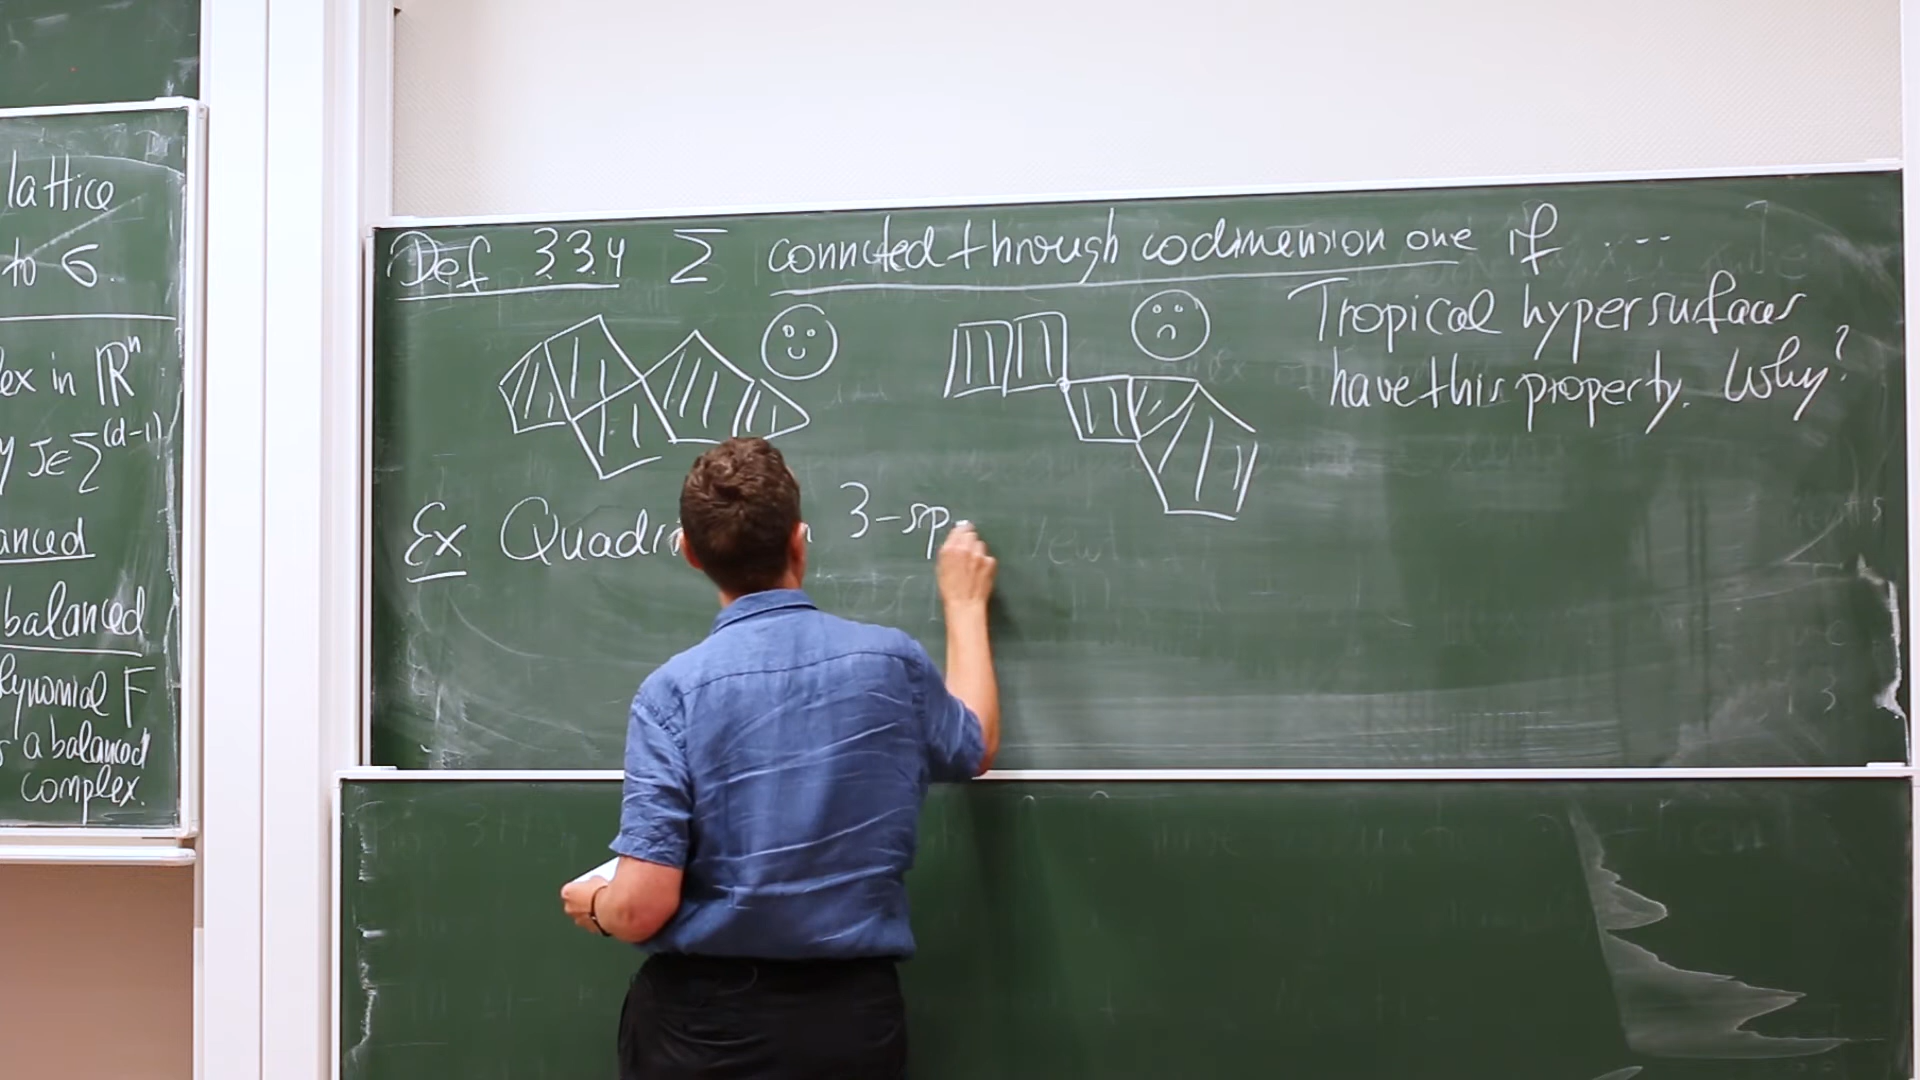 lattice
to σ.
ex in ℝⁿ
J∈Σ^(d-1)
anced
balanced
lynomial F
a balanced
complex.
Def 3.3.4 Σ connected through codimension one if ....
Tropical hypersurfaces
have this property. Why?
Ex Quadri n 3-sp